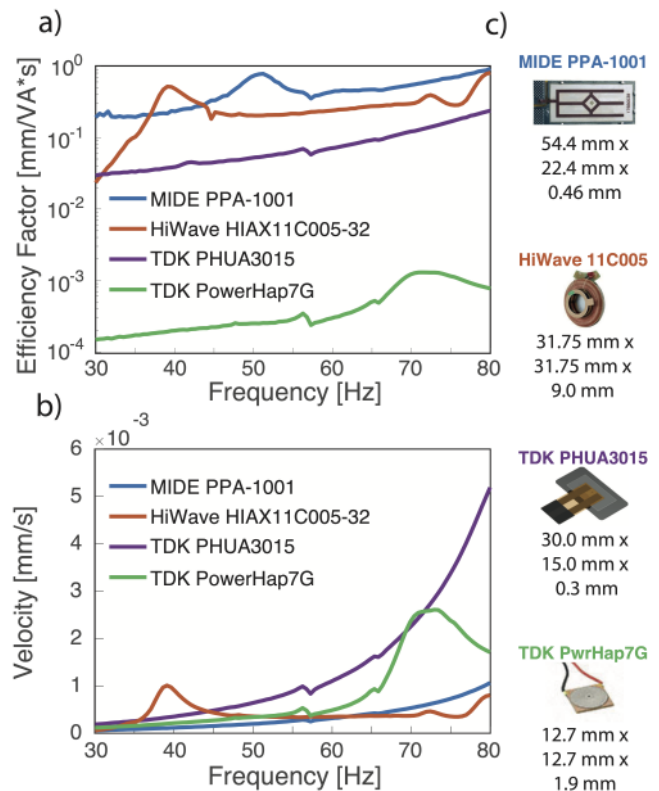 a)
Efficiency Factor [mm/VA*s]
10^0
10^-1
10^-2
10^-3
10^-4
MIDE PPA-1001
HiWave HIAX11C005-32
TDK PHUA3015
TDK PowerHap7G
30 40 50 60 70 80
Frequency [Hz]
b)
×10^-3
Velocity [mm/s]
6
5
4
3
2
1
0
MIDE PPA-1001
HiWave HIAX11C005-32
TDK PHUA3015
TDK PowerHap7G
30 40 50 60 70 80
Frequency [Hz]
c)
MIDE PPA-1001
54.4 mm x
22.4 mm x
0.46 mm
HiWave 11C005
31.75 mm x
31.75 mm x
9.0 mm
TDK PHUA3015
30.0 mm x
15.0 mm x
0.3 mm
TDK PwrHap7G
12.7 mm x
12.7 mm x
1.9 mm